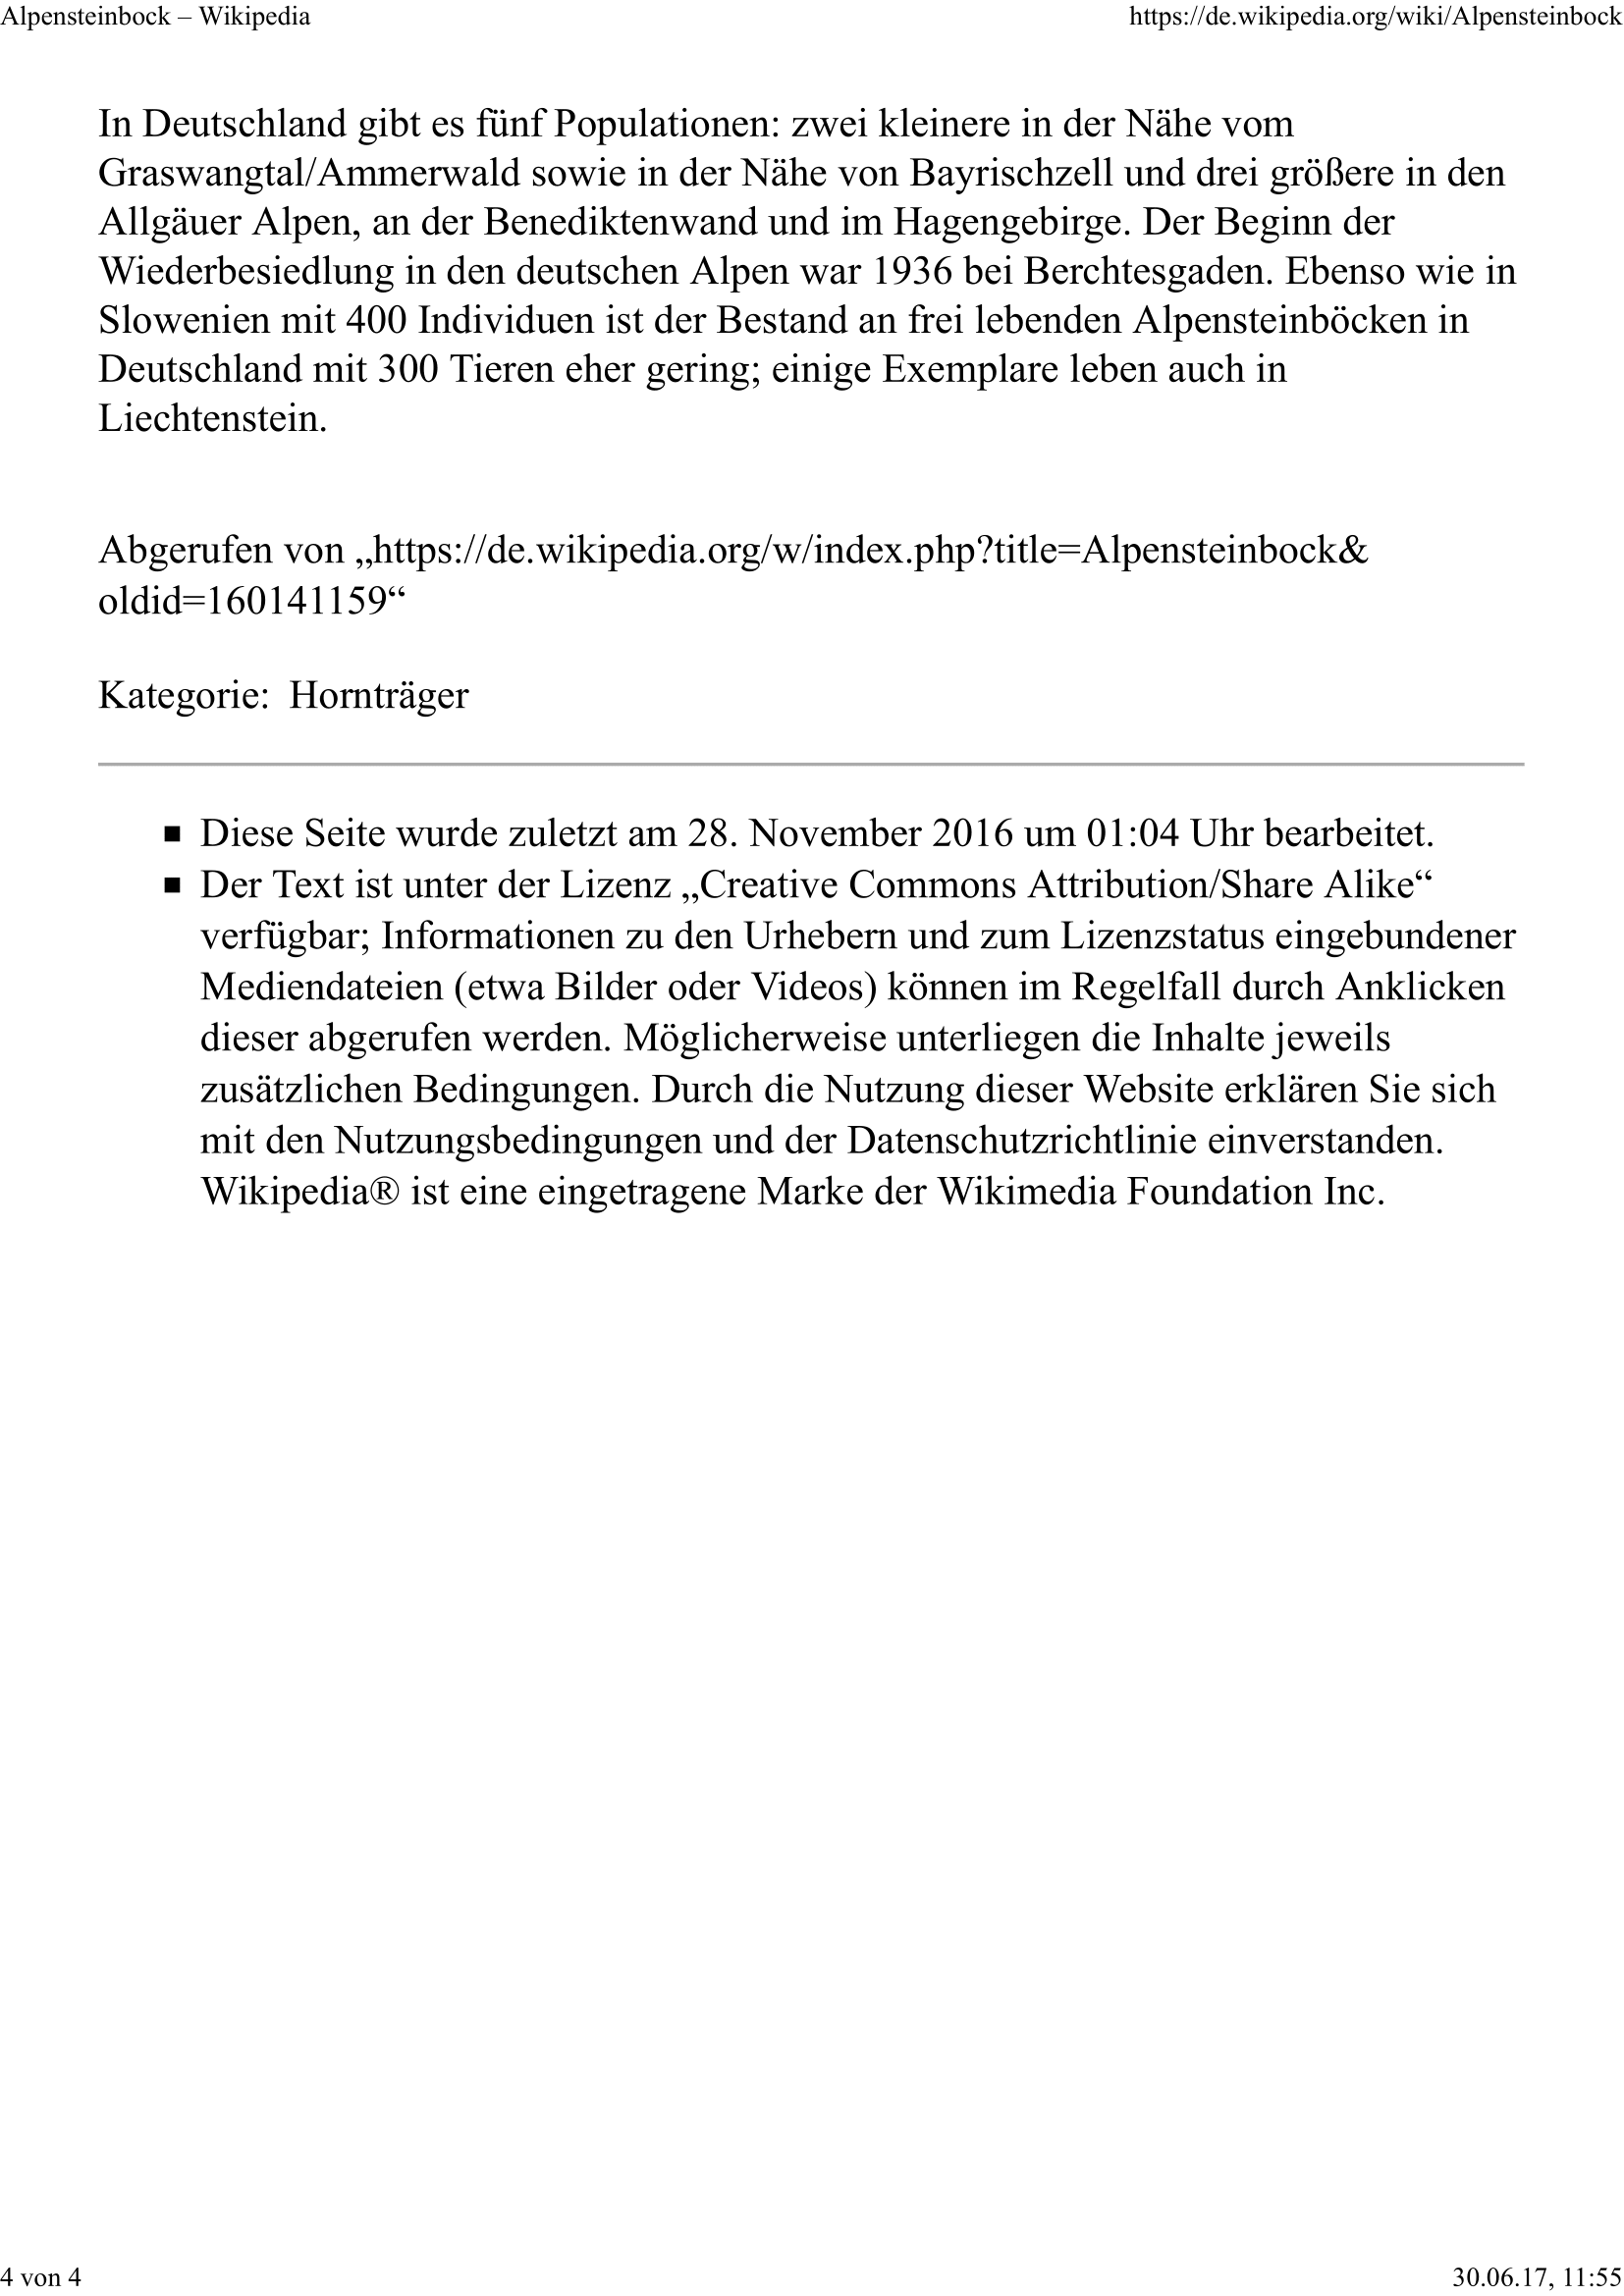 Alpensteinbock – Wikipedia https://de.wikipedia.org/wiki/Alpensteinbock
In Deutschland gibt es fünf Populationen: zwei kleinere in der Nähe vom
Graswangtal/Ammerwald sowie in der Nähe von Bayrischzell und drei größere in den
Allgäuer Alpen, an der Benediktenwand und im Hagengebirge. Der Beginn der
Wiederbesiedlung in den deutschen Alpen war 1936 bei Berchtesgaden. Ebenso wie in
Slowenien mit 400 Individuen ist der Bestand an frei lebenden Alpensteinböcken in
Deutschland mit 300 Tieren eher gering; einige Exemplare leben auch in
Liechtenstein.
Abgerufen von „https://de.wikipedia.org/w/index.php?title=Alpensteinbock&
oldid=160141159“
Kategorie: Hornträger
▪ Diese Seite wurde zuletzt am 28. November 2016 um 01:04 Uhr bearbeitet.
▪ Der Text ist unter der Lizenz „Creative Commons Attribution/Share Alike“
verfügbar; Informationen zu den Urhebern und zum Lizenzstatus eingebundener
Mediendateien (etwa Bilder oder Videos) können im Regelfall durch Anklicken
dieser abgerufen werden. Möglicherweise unterliegen die Inhalte jeweils
zusätzlichen Bedingungen. Durch die Nutzung dieser Website erklären Sie sich
mit den Nutzungsbedingungen und der Datenschutzrichtlinie einverstanden.
Wikipedia® ist eine eingetragene Marke der Wikimedia Foundation Inc.
4 von 4 30.06.17, 11:55